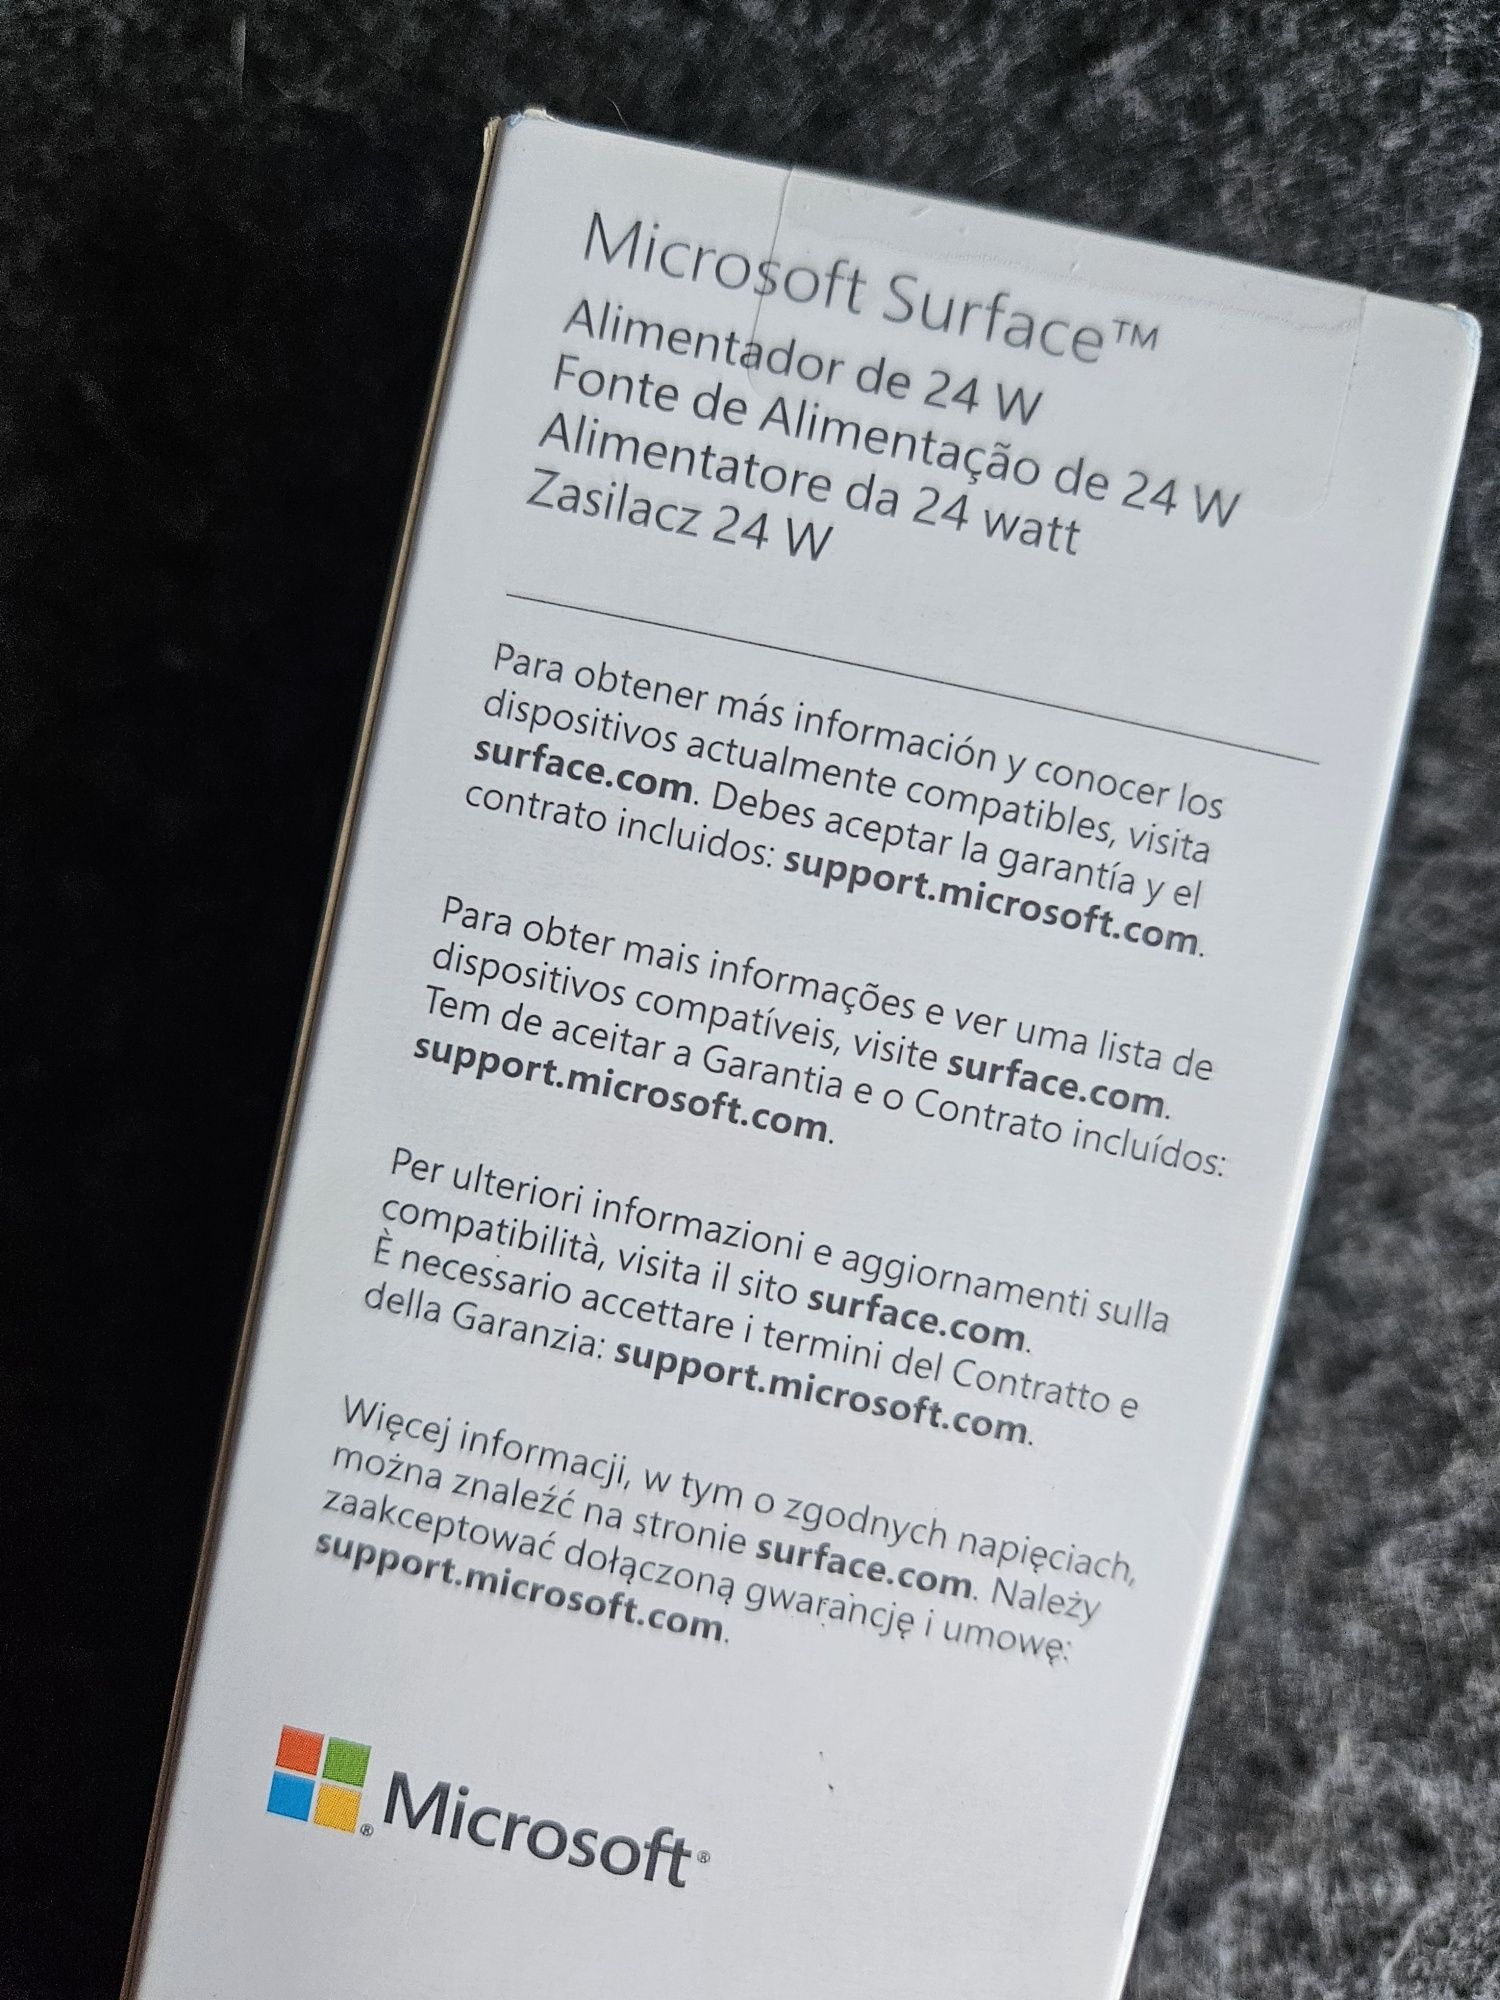 Microsoft Surface™
Alimentador de 24 W
Fonte de Alimentação de 24 W
Alimentatore da 24 watt
Zasilacz 24 W
Para obtener más información y conocer los
dispositivos actualmente compatibles, visita
surface.com. Debes aceptar la garantía y el
contrato incluidos: support.microsoft.com.
Para obter mais informações e ver uma lista de
dispositivos compatíveis, visite surface.com.
Tem de aceitar a Garantia e o Contrato incluídos:
support.microsoft.com.
Per ulteriori informazioni e aggiornamenti sulla
compatibilità, visita il sito surface.com.
È necessario accettare i termini del Contratto e
della Garanzia: support.microsoft.com.
Więcej informacji, w tym o zgodnych napięciach,
można znaleźć na stronie surface.com. Należy
zaakceptować dołączoną gwarancję i umowę:
support.microsoft.com.
® Microsoft®